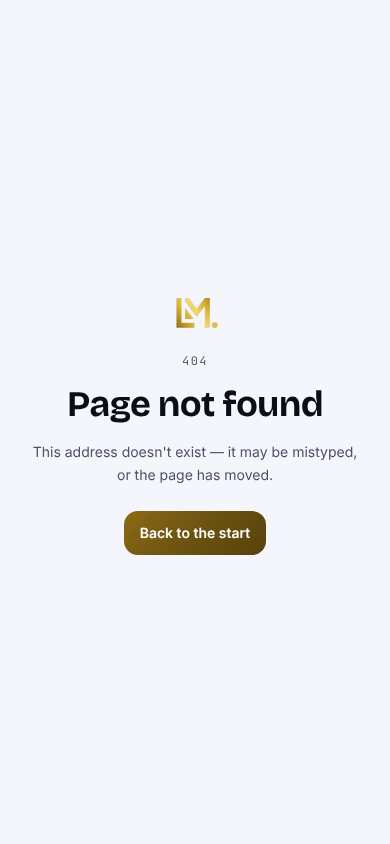 LM.
404
Page not found
This address doesn't exist — it may be mistyped,
or the page has moved.
Back to the start